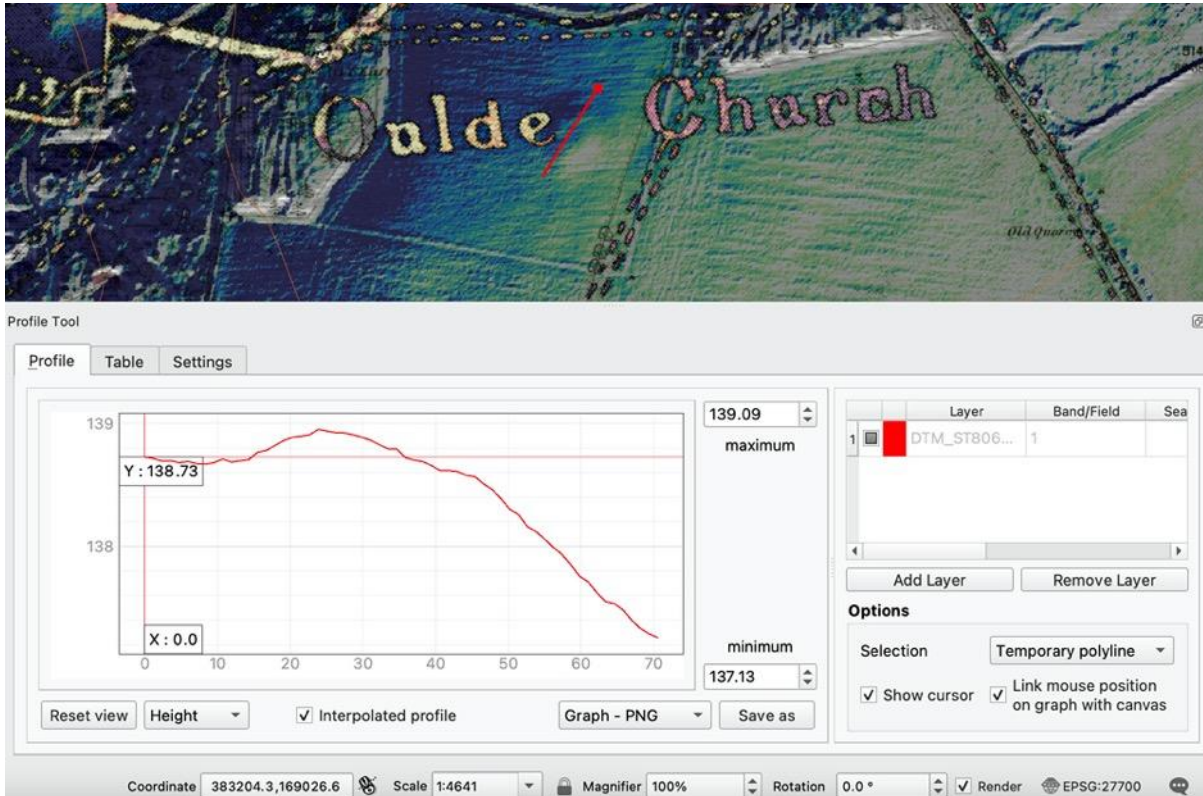 514
Oulde Church
Old Quarry
Profile Tool
Profile
Table
Settings
139
138
Y : 138.73
X : 0.0
0 10 20 30 40 50 60 70
139.09
maximum
minimum
137.13
Layer Band/Field Sea
1 DTM_ST806... 1
Add Layer
Remove Layer
Options
Selection
Temporary polyline
Show cursor
Link mouse position
on graph with canvas
Reset view
Height
Interpolated profile
Graph - PNG
Save as
Coordinate 383204.3,169026.6 Scale 1:4641 Magnifier 100% Rotation 0.0 ° Render EPSG:27700